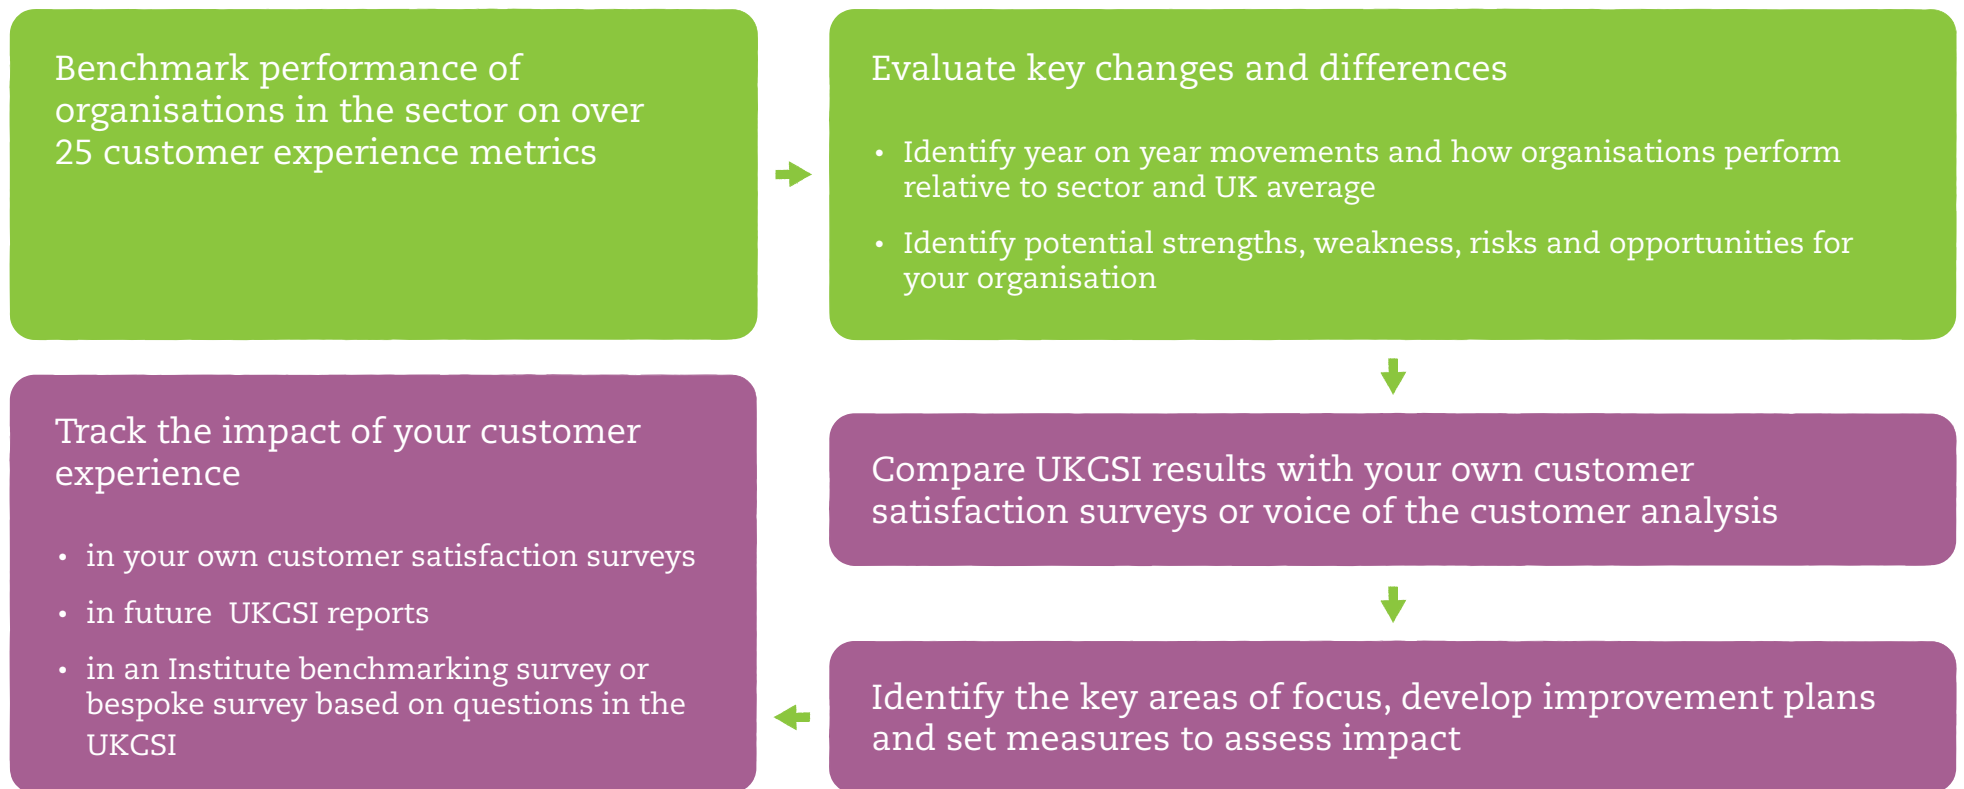 Benchmark performance of
organisations in the sector on over
25 customer experience metrics
Evaluate key changes and differences
• Identify year on year movements and how organisations perform
relative to sector and UK average
• Identify potential strengths, weakness, risks and opportunities for
your organisation
Compare UKCSI results with your own customer
satisfaction surveys or voice of the customer analysis
Identify the key areas of focus, develop improvement plans
and set measures to assess impact
Track the impact of your customer
experience
• in your own customer satisfaction surveys
• in future  UKCSI reports
• in an Institute benchmarking survey or
bespoke survey based on questions in the
UKCSI